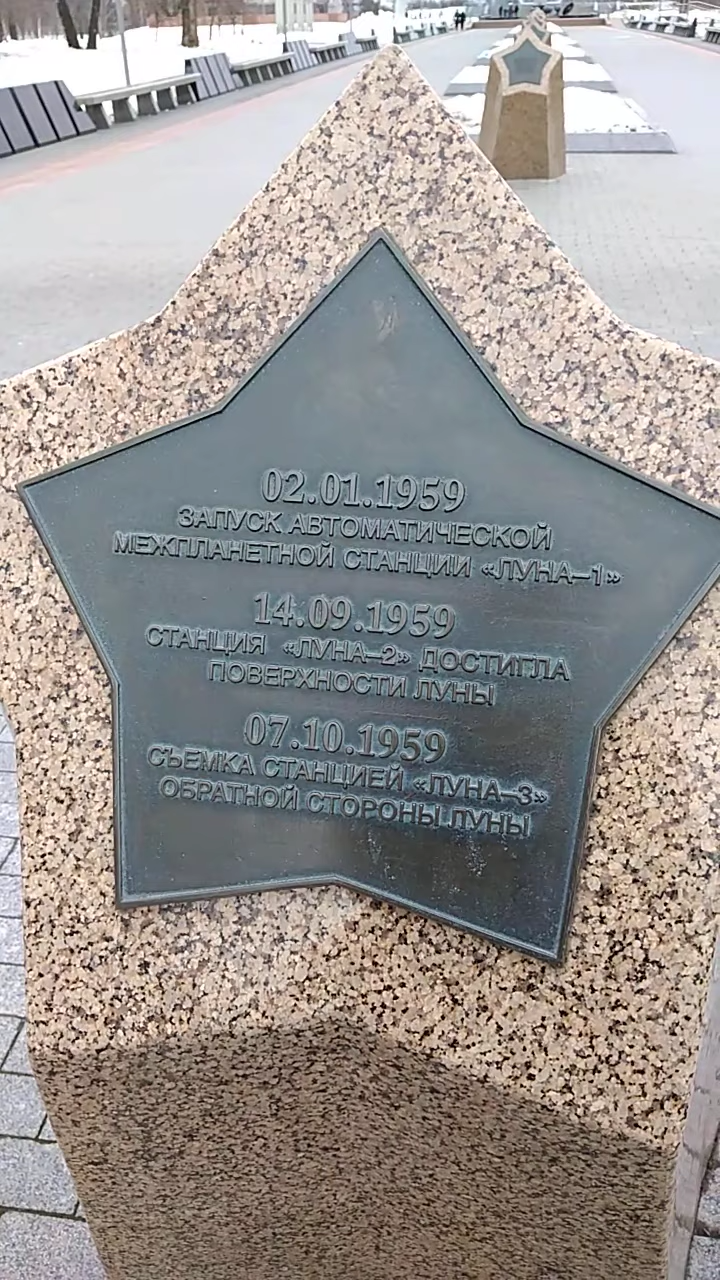 02.01.1959
ЗАПУСК АВТОМАТИЧЕСКОЙ
МЕЖПЛАНЕТНОЙ СТАНЦИИ «ЛУНА–1»
14.09.1959
СТАНЦИЯ «ЛУНА–2» ДОСТИГЛА
ПОВЕРХНОСТИ ЛУНЫ
07.10.1959
СЪЕМКА СТАНЦИЕЙ «ЛУНА–3»
ОБРАТНОЙ СТОРОНЫ ЛУНЫ